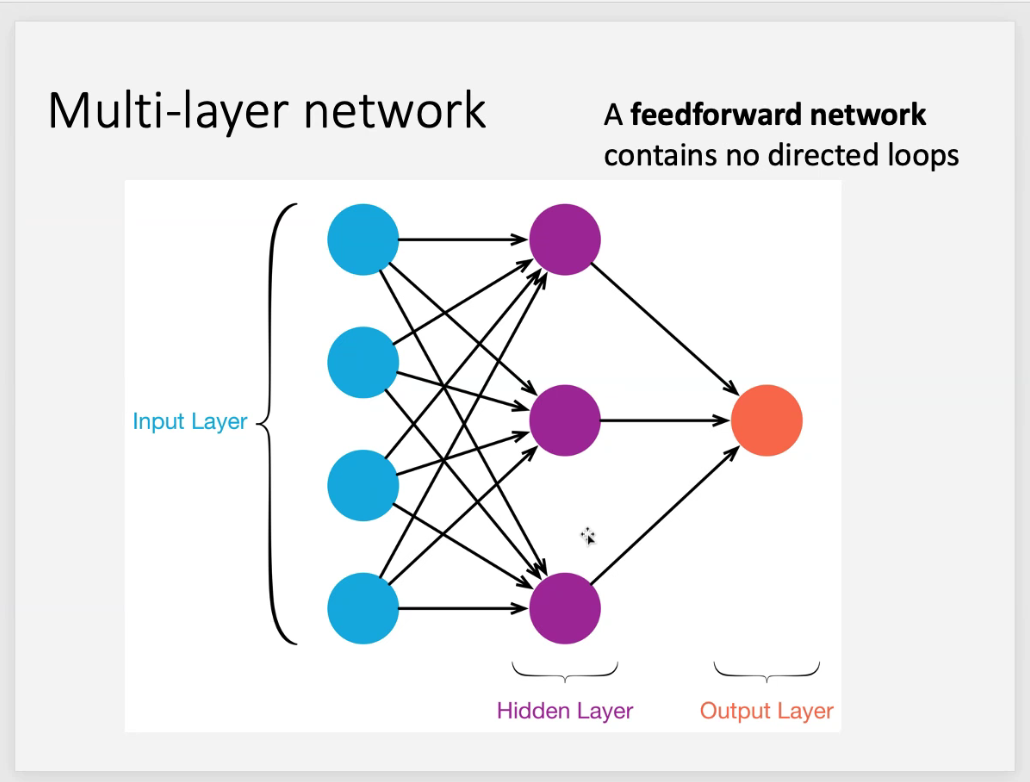 Multi-layer network
A feedforward network
contains no directed loops
Input Layer
Hidden Layer
Output Layer